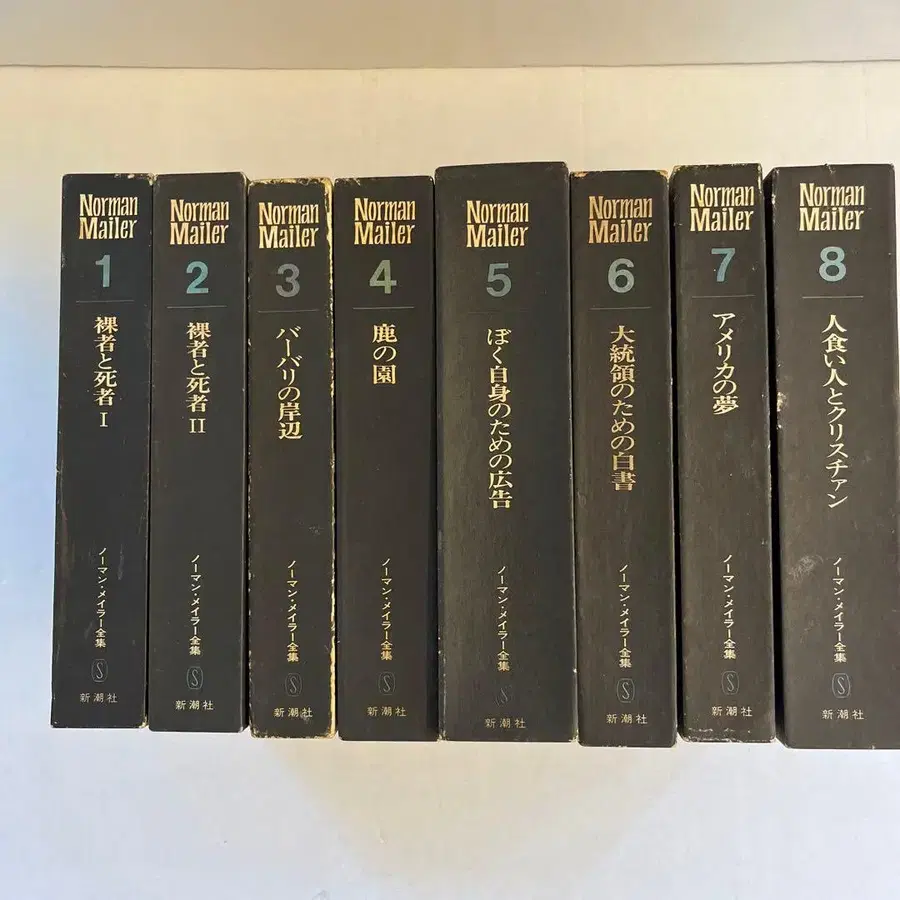 Norman
Mailer
1
裸者と死者 I
ノーマン・メイラー全集
S
新潮社
Norman
Mailer
2
裸者と死者 II
ノーマン・メイラー全集
S
新潮社
Norman
Mailer
3
バーバリの岸辺
ノーマン・メイラー全集
S
新潮社
Norman
Mailer
4
鹿の園
ノーマン・メイラー全集
S
新潮社
Norman
Mailer
5
ぼく自身のための広告
ノーマン・メイラー全集
S
新潮社
Norman
Mailer
6
大統領のための白書
ノーマン・メイラー全集
S
新潮社
Norman
Mailer
7
アメリカの夢
ノーマン・メイラー全集
S
新潮社
Norman
Mailer
8
人食い人とクリスチャン
ノーマン・メイラー全集
S
新潮社